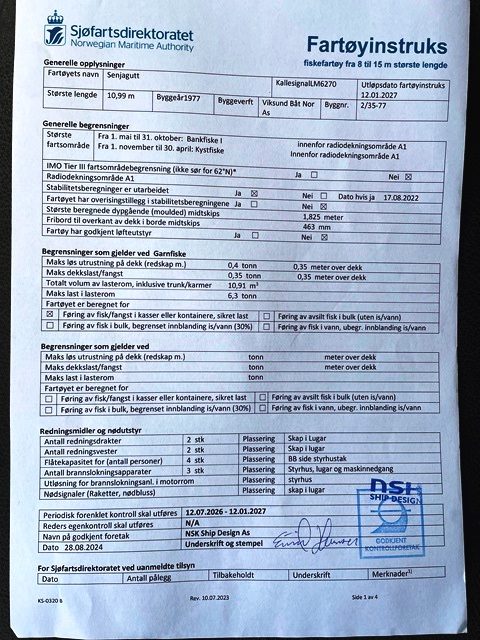 Sjøfartsdirektoratet
Norwegian Maritime Authority
Fartøyinstruks
fiskefartøy fra 8 til 15 m største lengde
Generelle opplysninger
Fartøyets navn Senjagutt KallesignalLM6270 Utløpsdato fartøyinstruks
12.01.2027
Største lengde 10,99 m Byggeår1977 Byggeverft Viksund Båt Nor As Byggnr. 2/35-77
Generelle begrensninger
Største fartsområde Fra 1. mai til 31. oktober: Bankfiske I innenfor radiodekningsområde A1
Fra 1. november til 30. april: Kystfiske Innenfor radiodekningsområde A1
IMO Tier III fartsområdebegrensning (ikke sør for 62°N)* Ja ☐ Nei ☒
Radiodekningsområde A1
Stabilitetsberegninger er utarbeidet Ja ☒ Nei ☐ Dato hvis ja 17.08.2022
Fartøyet har overisingstillegg i stabilitetsberegningene Ja ☐ Nei ☒
Største beregnede dypgående (moulded) midtskips 1,825 meter
Fribord til overkant av dekk i borde midtskips 463 mm
Fartøy har godkjent løfteutstyr Ja ☐ Nei ☒
Begrensninger som gjelder ved Garnfiske
Maks løs utrustning på dekk (redskap m.) 0,4 tonn 0,35 meter over dekk
Maks dekkslast/fangst 0,35 tonn 0,35 meter over dekk
Totalt volum av lasterom, inklusive trunk/karmer 10,91 m³
Maks last i lasterom 6,3 tonn
Fartøyet er beregnet for
☒ Føring av fisk/fangst i kasser eller kontainere, sikret last ☐ Føring av avsilt fisk i bulk (uten is/vann)
☐ Føring av fisk i bulk, begrenset innblanding is/vann (30%) ☐ Føring av fisk i vann, ubegr. innblanding is/vann
Begrensninger som gjelder ved
Maks løs utrustning på dekk (redskap m.) tonn meter over dekk
Maks dekkslast/fangst tonn meter over dekk
Maks last i lasterom tonn
Fartøyet er beregnet for
☐ Føring av fisk/fangst i kasser eller kontainere, sikret last ☐ Føring av avsilt fisk i bulk (uten is/vann)
☐ Føring av fisk i bulk, begrenset innblanding is/vann (30%) ☐ Føring av fisk i vann, ubegr. innblanding is/vann
Redningsmidler og nødutstyr
Antall redningsdrakter 2 stk Plassering Skap i Lugar
Antall redningsvester 2 stk Plassering Skap i Lugar
Flåtekapasitet for (antall personer) 4 stk Plassering BB side styrhustak
Antall brannslokningsapparater 3 stk Plassering Styrhus, lugar og maskinnedgang
Utløsning for brannslokningsanl. i motorrom Plassering styrhus
Nødsignaler (Raketter, nødbluss) Plassering skap i lugar
Periodisk forenklet kontroll skal utføres 12.07.2026 - 12.01.2027
Reders egenkontroll skal utføres N/A
Navn på godkjent foretak NSK Ship Design As
Dato 28.08.2024 Underskrift og stempel
nsk
SHIP DESIGN
GODKJENT
KONTROLLFORETAK
For Sjøfartsdirektoratet ved uanmeldte tilsyn
Dato Antall pålegg Tilbakeholdt Underskrift Merknader¹⁾
KS-0320 B Rev. 10.07.2023 Side 1 av 4